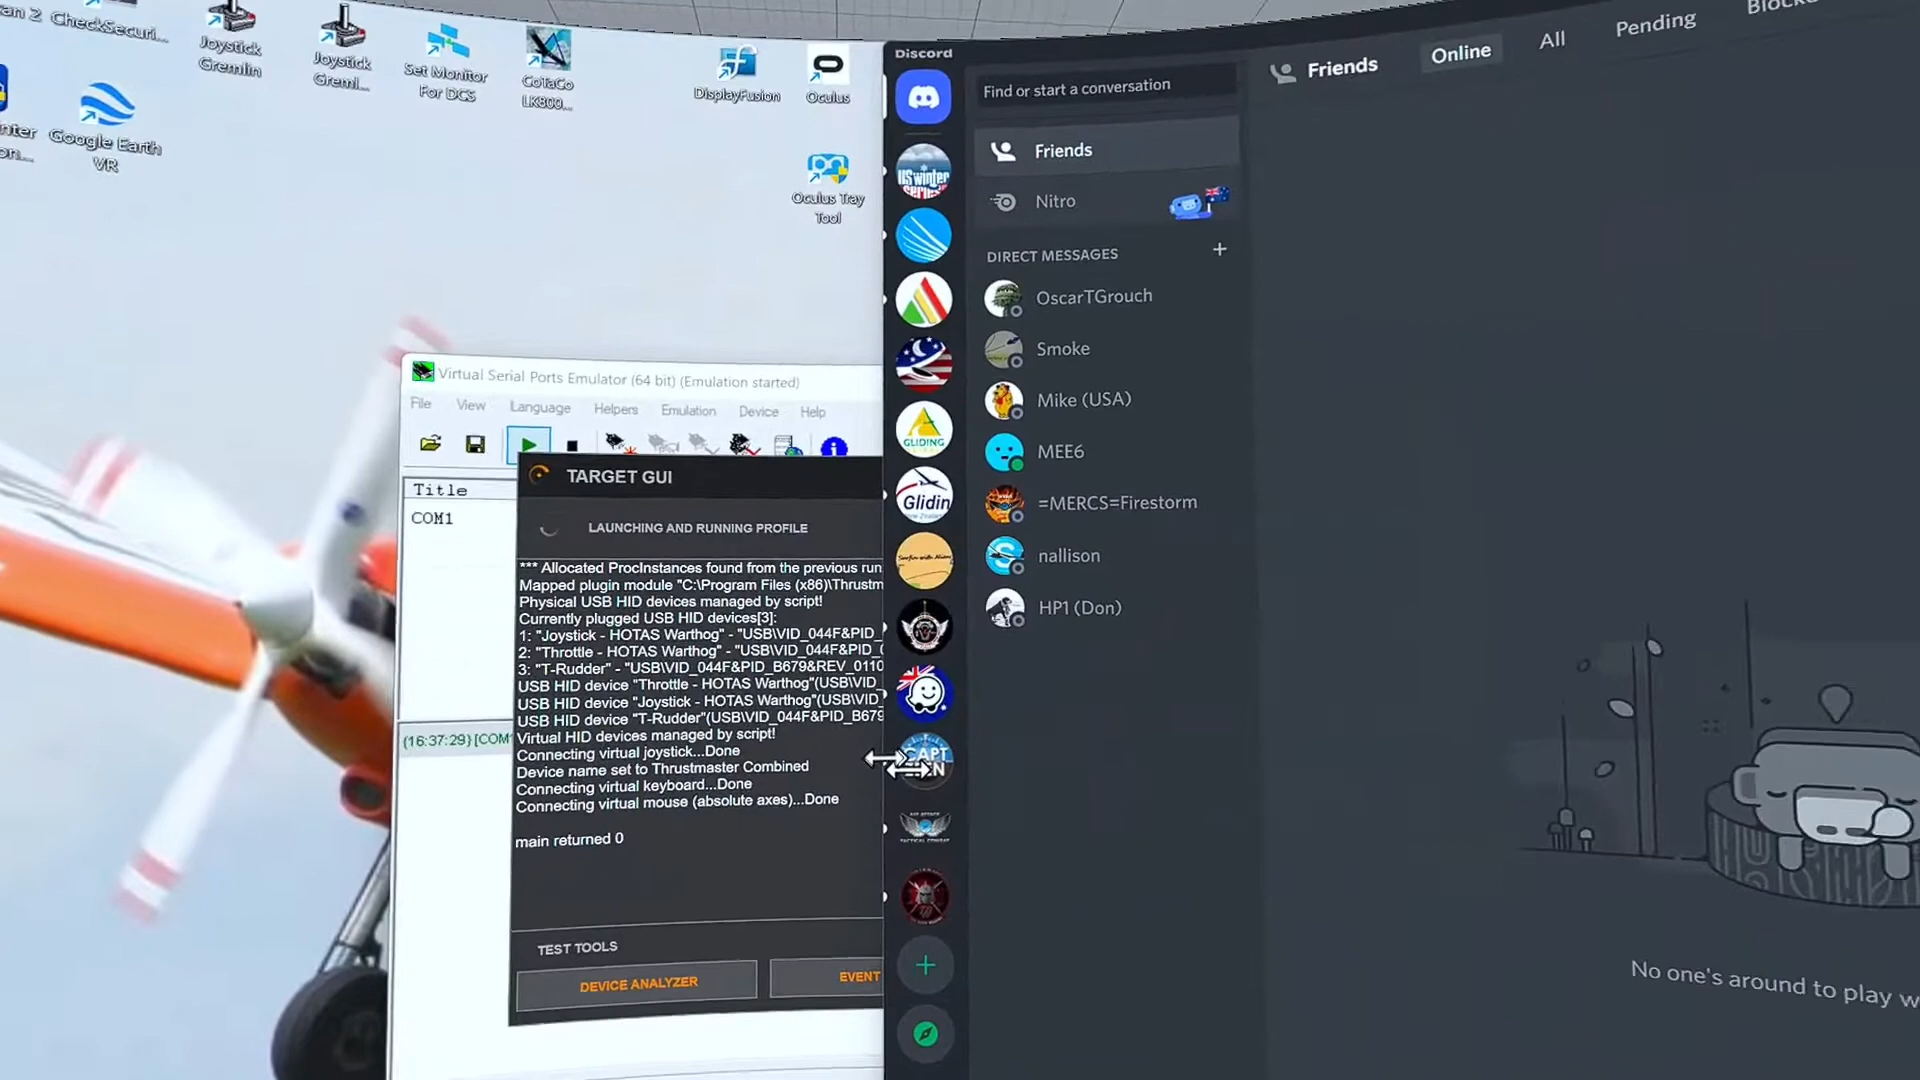 an 2
CheckSecuri...
Joystick
Gremlin
Joystick
Greml...
Set Monitor
For DCS
CoTaCo
LK800...
DisplayFusion
Oculus
Google Earth
VR
Oculus Tray
Tool
Virtual Serial Ports Emulator (64 bit) (Emulation started)
File View Language Helpers Emulation Device Help
Title
COM1
(16:37:29) [COM
TARGET GUI
LAUNCHING AND RUNNING PROFILE
*** Allocated ProcInstances found from the previous run
Mapped plugin module "C:\Program Files (x86)\Thrustm
Physical USB HID devices managed by script!
Currently plugged USB HID devices[3]:
1: "Joystick - HOTAS Warthog" - "USB\VID_044F&PID_
2: "Throttle - HOTAS Warthog" - "USB\VID_044F&PID_
3: "T-Rudder" - "USB\VID_044F&PID_B679&REV_0110
USB HID device "Throttle - HOTAS Warthog"(USB\VID_
USB HID device "Joystick - HOTAS Warthog"(USB\VID_
USB HID device "T-Rudder"(USB\VID_044F&PID_B679
Virtual HID devices managed by script!
Connecting virtual joystick...Done
Device name set to Thrustmaster Combined
Connecting virtual keyboard...Done
Connecting virtual mouse (absolute axes)...Done
main returned 0
TEST TOOLS
DEVICE ANALYZER
EVENT
Discord
US winter
series
GLIDING
Glidin
CAPT
Find or start a conversation
Friends
Nitro
DIRECT MESSAGES
OscarTGrouch
Smoke
Mike (USA)
MEE6
=MERCS=Firestorm
nallison
HP1 (Don)
Friends
Online
All
Pending
No one's around to play w